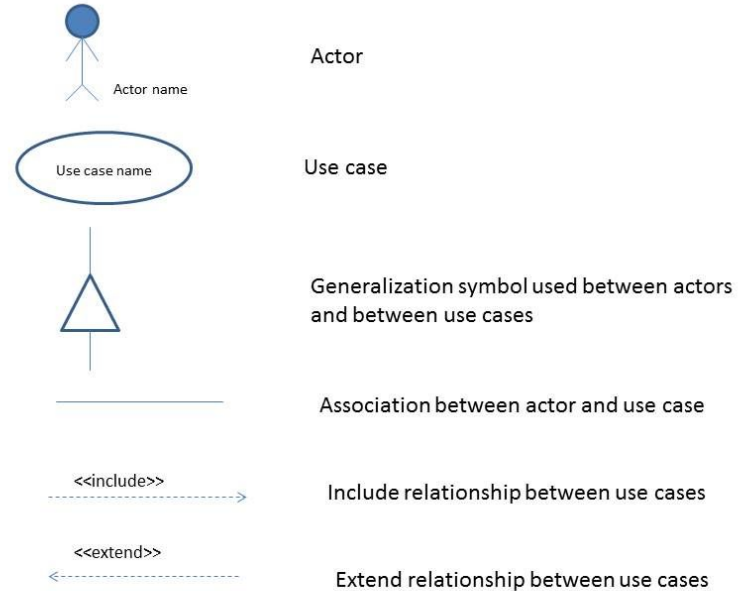 Actor
Actor name
Use case name
Use case
Generalization symbol used between actors
and between use cases
Association between actor and use case
<<include>>
Include relationship between use cases
<<extend>>
Extend relationship between use cases